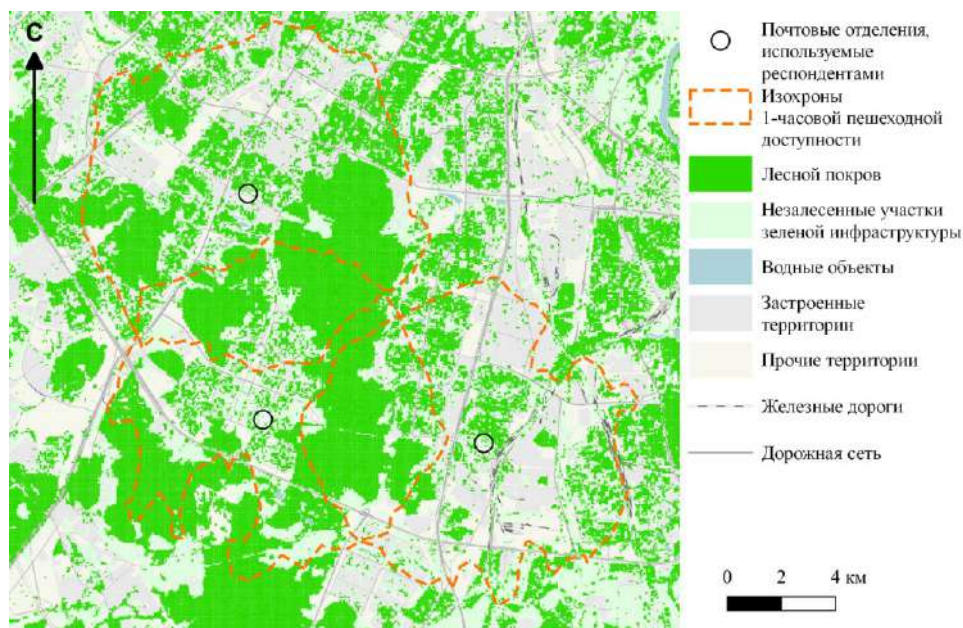 С
Почтовые отделения,
используемые
респондентами
Изохроны
1-часовой пешеходной
доступности
Лесной покров
Незалесенные участки
зеленой инфраструктуры
Водные объекты
Застроенные
территории
Прочие территории
Железные дороги
Дорожная сеть
0 2 4 км